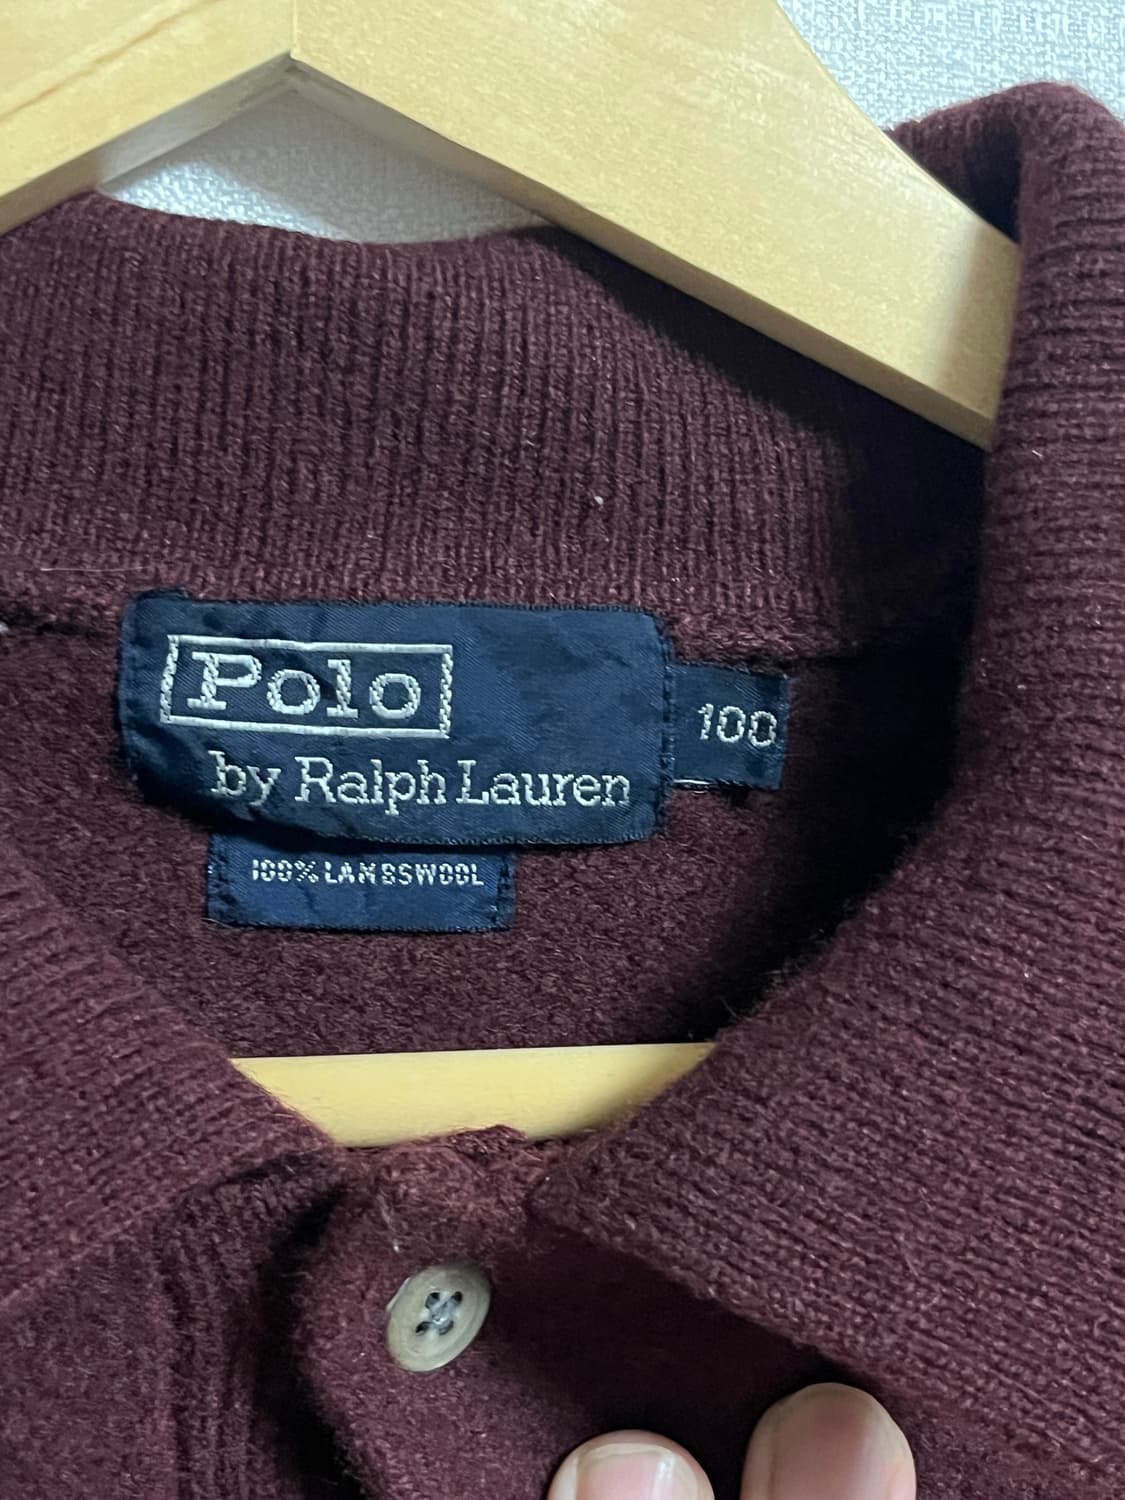 Polo
by Ralph Lauren
100
100% LAMBSWOOL